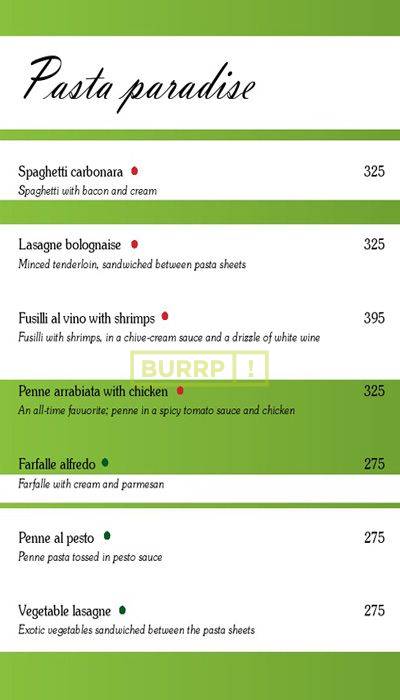 Pasta paradise
Spaghetti carbonara 325
Spaghetti with bacon and cream
Lasagne bolognaise 325
Minced tenderloin, sandwiched between pasta sheets
Fusilli al vino with shrimps 395
Fusilli with shrimps, in a chive-cream sauce and a drizzle of white wine
BURRP !
Penne arrabiata with chicken 325
An all-time favuorite; penne in a spicy tomato sauce and chicken
Farfalle alfredo 275
Farfalle with cream and parmesan
Penne al pesto 275
Penne pasta tossed in pesto sauce
Vegetable lasagne 275
Exotic vegetables sandwiched between the pasta sheets